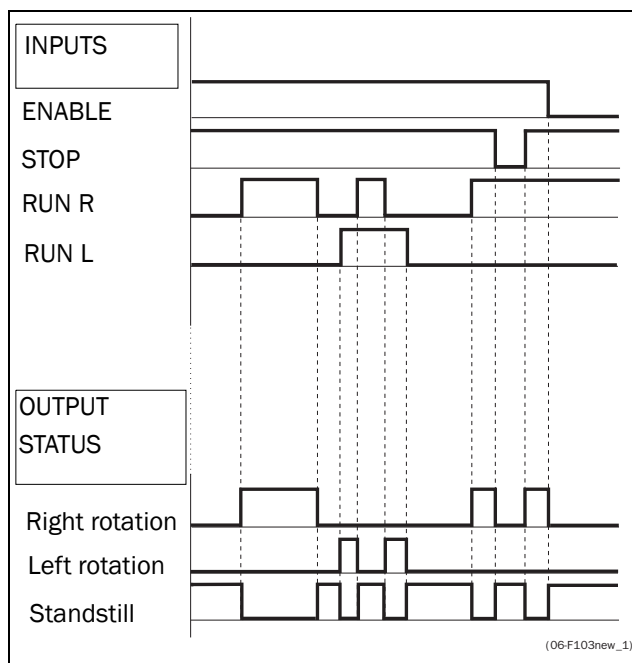 INPUTS
ENABLE
STOP
RUN R
RUN L
OUTPUT
STATUS
Right rotation
Left rotation
Standstill
(06-F103new_1)